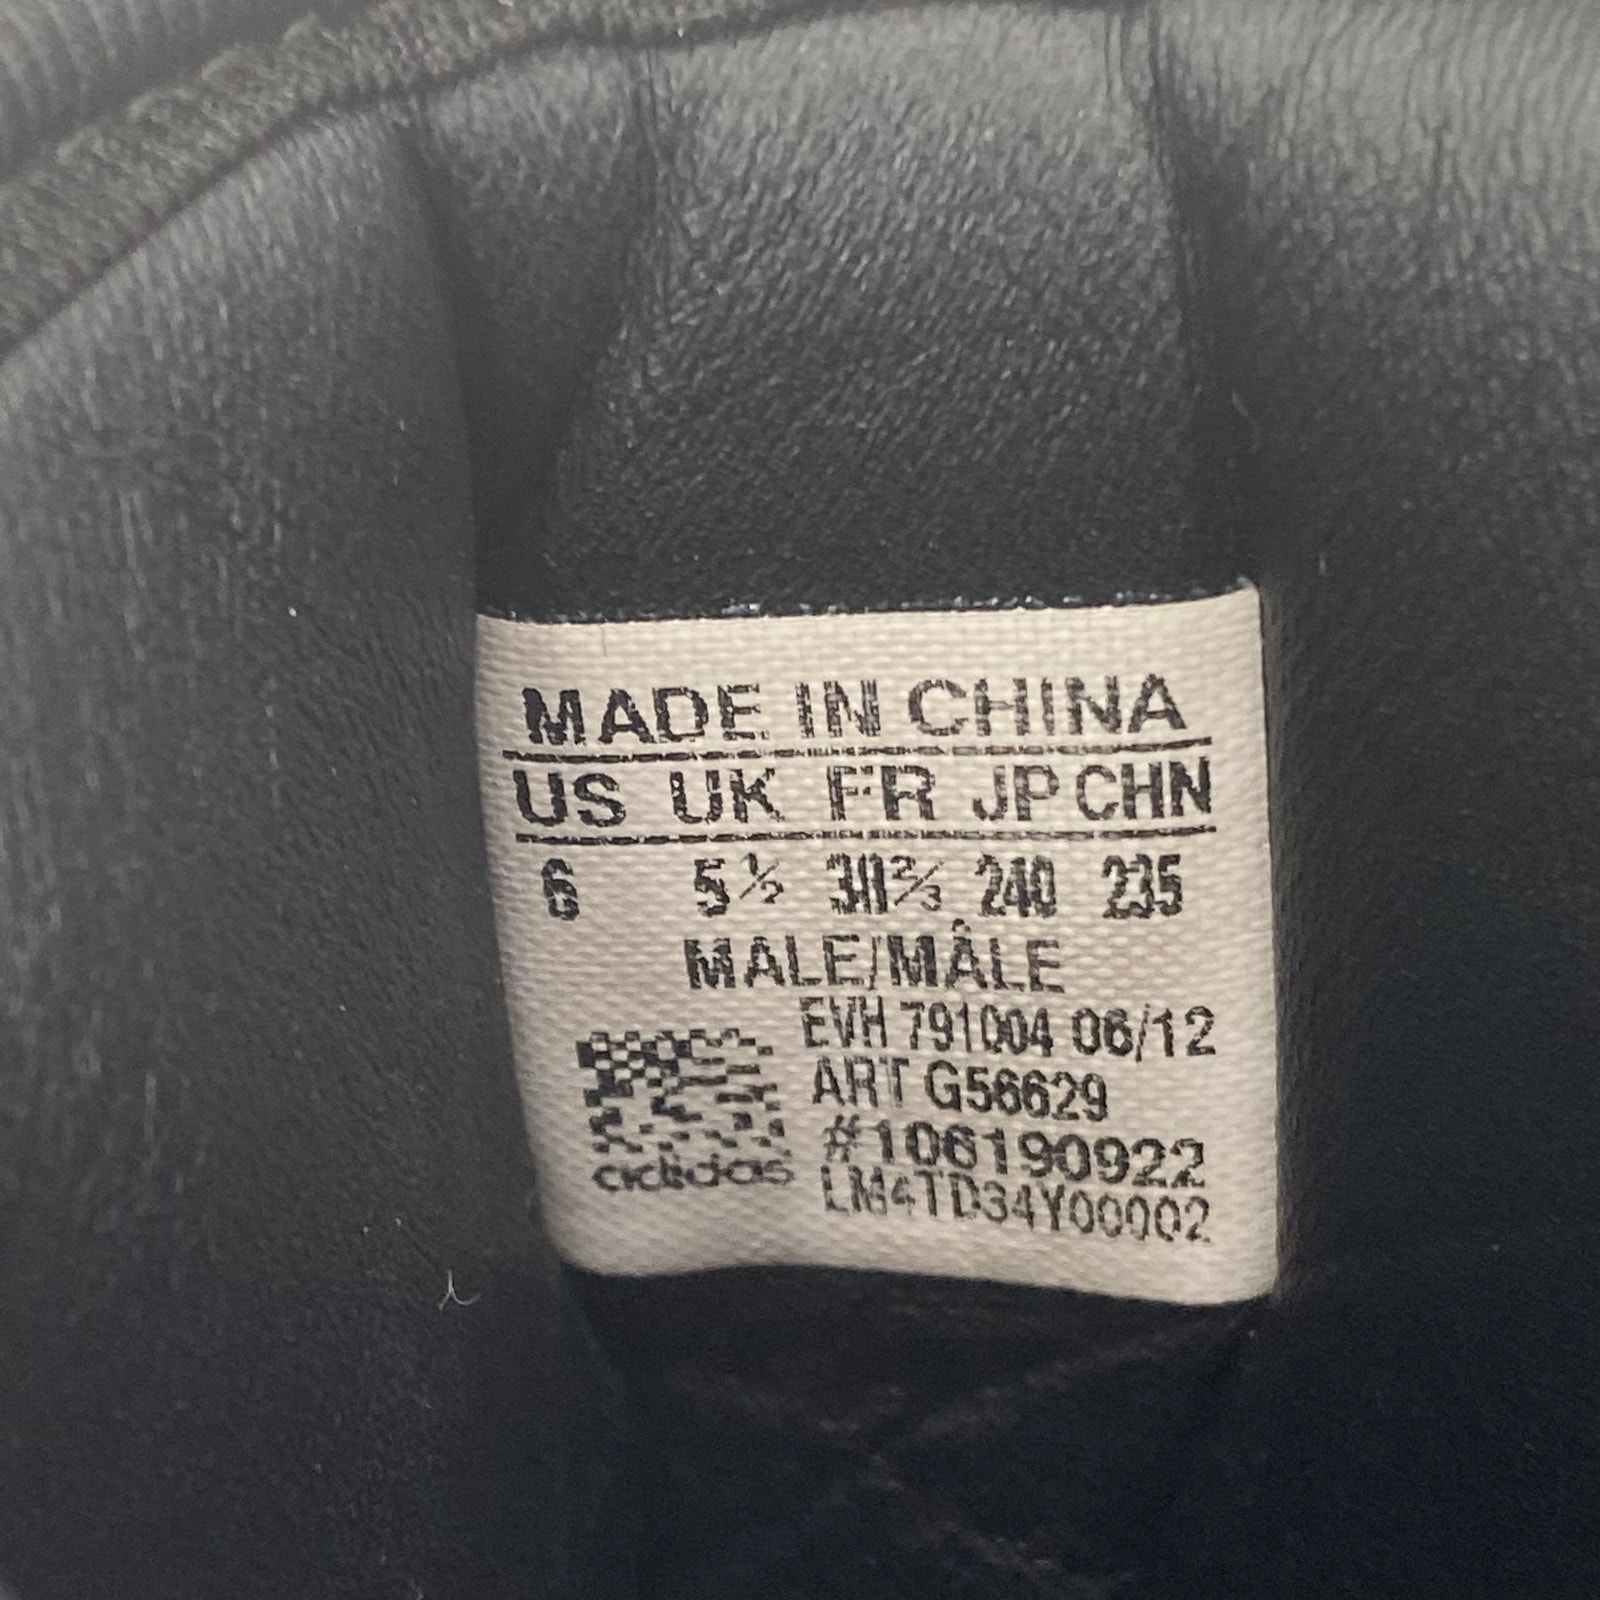 MADE IN CHINA
US UK FR JP CHN
6 5½ 38⅔ 240 235
MALE/MÂLE
EVH 791004 06/12
ART G56629
#106190922
LM4TD34Y00002
adidas